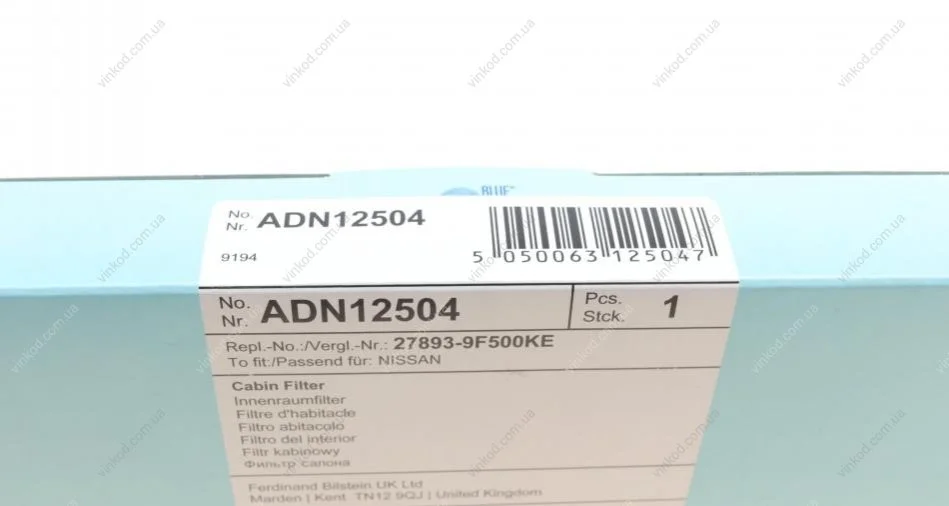 BLUE
No.
Nr. ADN12504
9194
5 050063 125047
No.
Nr. ADN12504
Pcs.
Stck. 1
Repl.-No.:/Vergl.-Nr.: 27893-9F500KE
To fit:/Passend für: NISSAN
Cabin Filter
Innenraumfilter
Filtre d'habitacle
Filtro abitacolo
Filtro del interior
Filtr kabinowy
Фильтр салона
Ferdinand Bilstein UK Ltd
Marden | Kent TN12 9QJ | United Kingdom
vinkod.com.ua